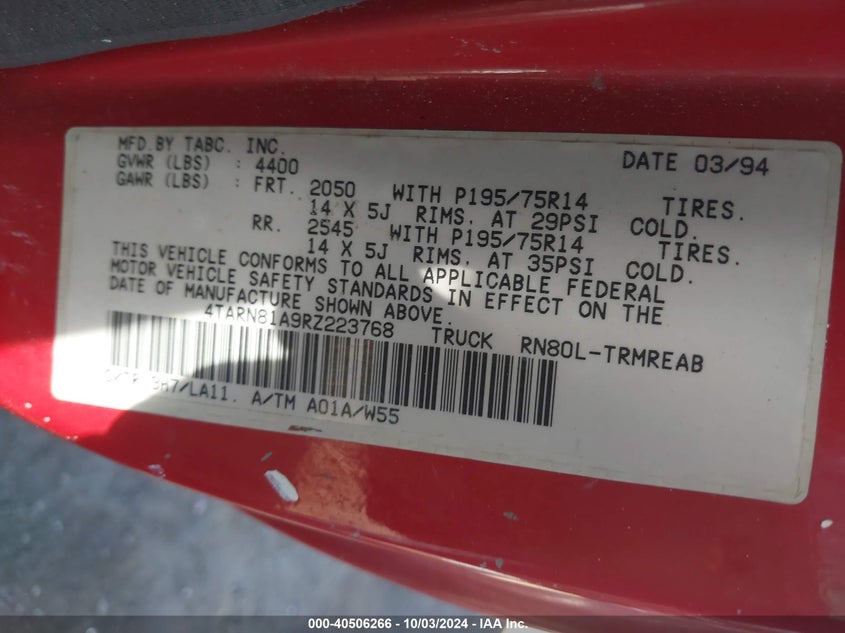 MFD.BY TABC. INC. DATE 03/94
GVWR (LBS) : 4400
GAWR (LBS) : FRT. 2050 WITH P195/75R14 TIRES.
14 X 5J RIMS. AT 29PSI COLD.
RR. 2545 WITH P195/75R14 TIRES.
14 X 5J RIMS. AT 35PSI COLD.
THIS VEHICLE CONFORMS TO ALL APPLICABLE FEDERAL
MOTOR VEHICLE SAFETY STANDARDS IN EFFECT ON THE
DATE OF MANUFACTURE SHOWN ABOVE.
4TARN81A9RZ223768 TRUCK RN80L-TRMREAB
C/TR 3H7/LA11. A/TM A01A/W55
000-40506266 - 10/03/2024 - IAA Inc.